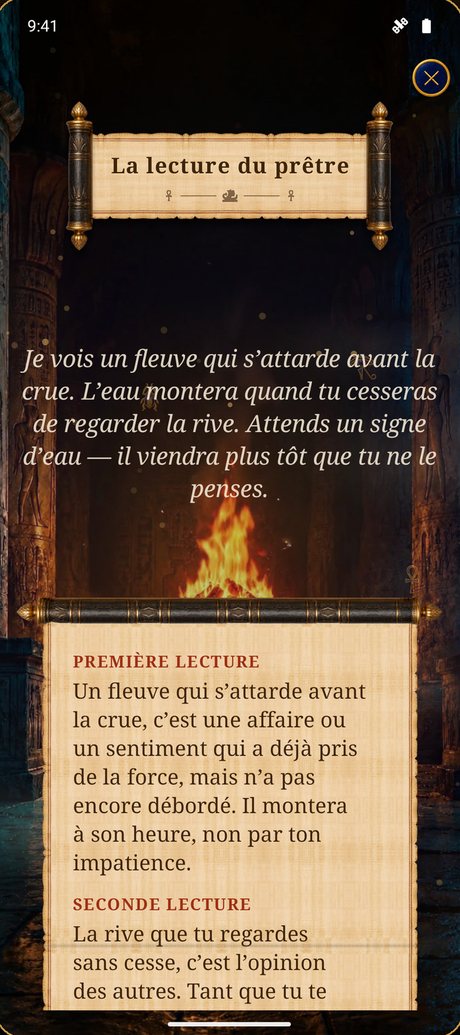 9:41
La lecture du prêtre
Je vois un fleuve qui s’attarde avant la
crue. L’eau montera quand tu cesseras
de regarder la rive. Attends un signe
d’eau — il viendra plus tôt que tu ne le
penses.
PREMIÈRE LECTURE
Un fleuve qui s’attarde avant
la crue, c’est une affaire ou
un sentiment qui a déjà pris
de la force, mais n’a pas
encore débordé. Il montera
à son heure, non par ton
impatience.
SECONDE LECTURE
La rive que tu regardes
sans cesse, c’est l’opinion
des autres. Tant que tu te